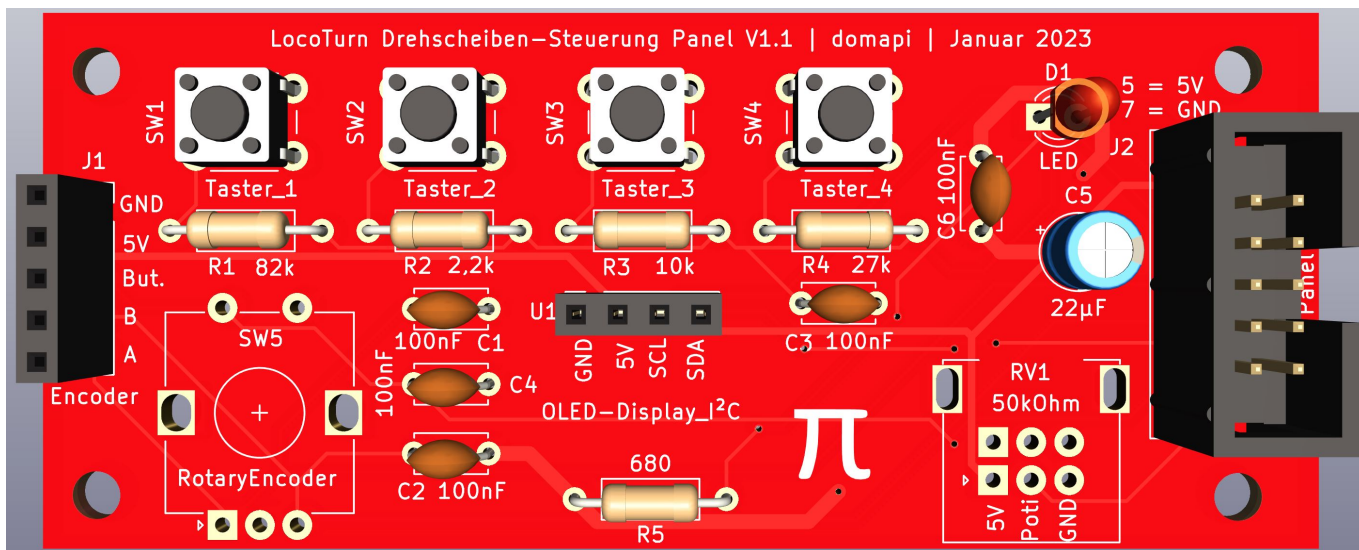 LocoTurn Drehscheiben-Steuerung Panel V1.1 | domapi | Januar 2023
SW1
SW2
SW3
SW4
D1
5 = 5V
7 = GND
LED
J2
J1
Taster_1
Taster_2
Taster_3
Taster_4
GND
5V
But.
B
A
Encoder
R1 82k
R2 2,2k
R3 10k
R4 27k
C6 100nF
C5
+
22µF
Panel
SW5
RotaryEncoder
100nF C1
100nF
C4
C2 100nF
U1
GND
5V
SCL
SDA
OLED-Display_I²C
C3 100nF
π
680
R5
RV1
50kOhm
5V
Poti
GND